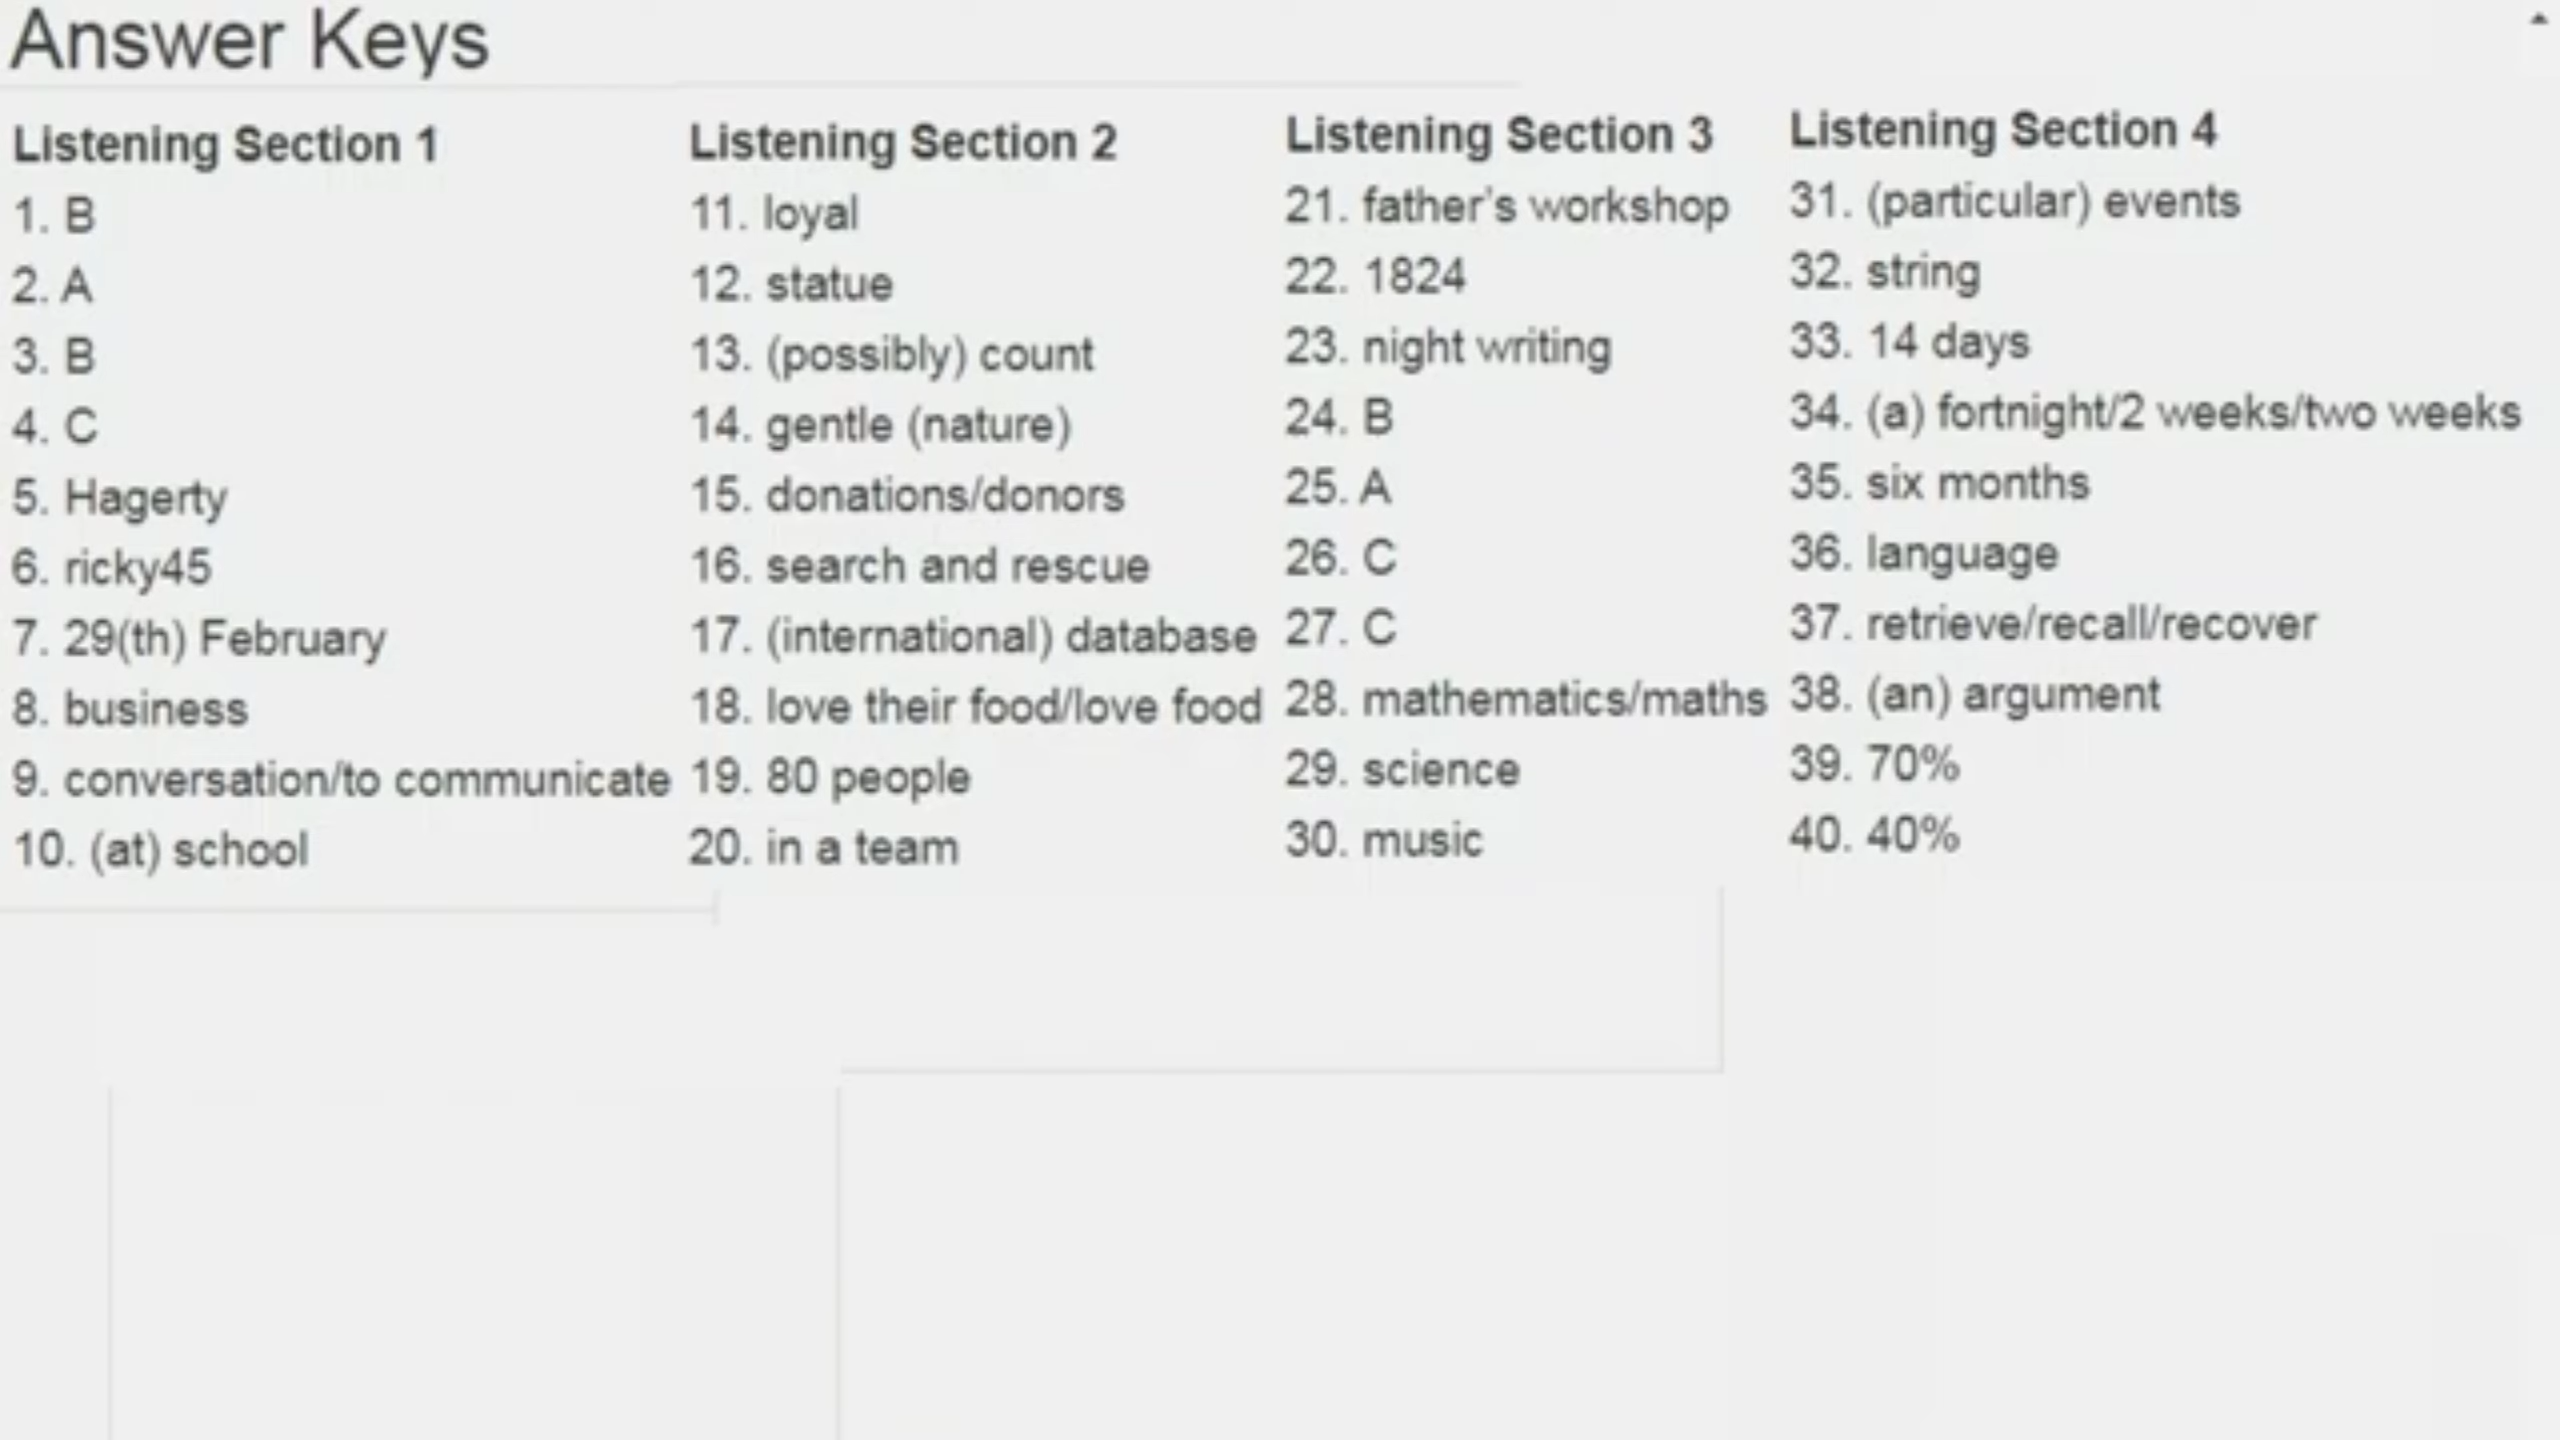 Answer Keys
Listening Section 1
1. B
2. A
3. B
4. C
5. Hagerty
6. ricky45
7. 29(th) February
8. business
9. conversation/to communicate
10. (at) school
Listening Section 2
11. loyal
12. statue
13. (possibly) count
14. gentle (nature)
15. donations/donors
16. search and rescue
17. (international) database
18. love their food/love food
19. 80 people
20. in a team
Listening Section 3
21. father's workshop
22. 1824
23. night writing
24. B
25. A
26. C
27. C
28. mathematics/maths
29. science
30. music
Listening Section 4
31. (particular) events
32. string
33. 14 days
34. (a) fortnight/2 weeks/two weeks
35. six months
36. language
37. retrieve/recall/recover
38. (an) argument
39. 70%
40. 40%